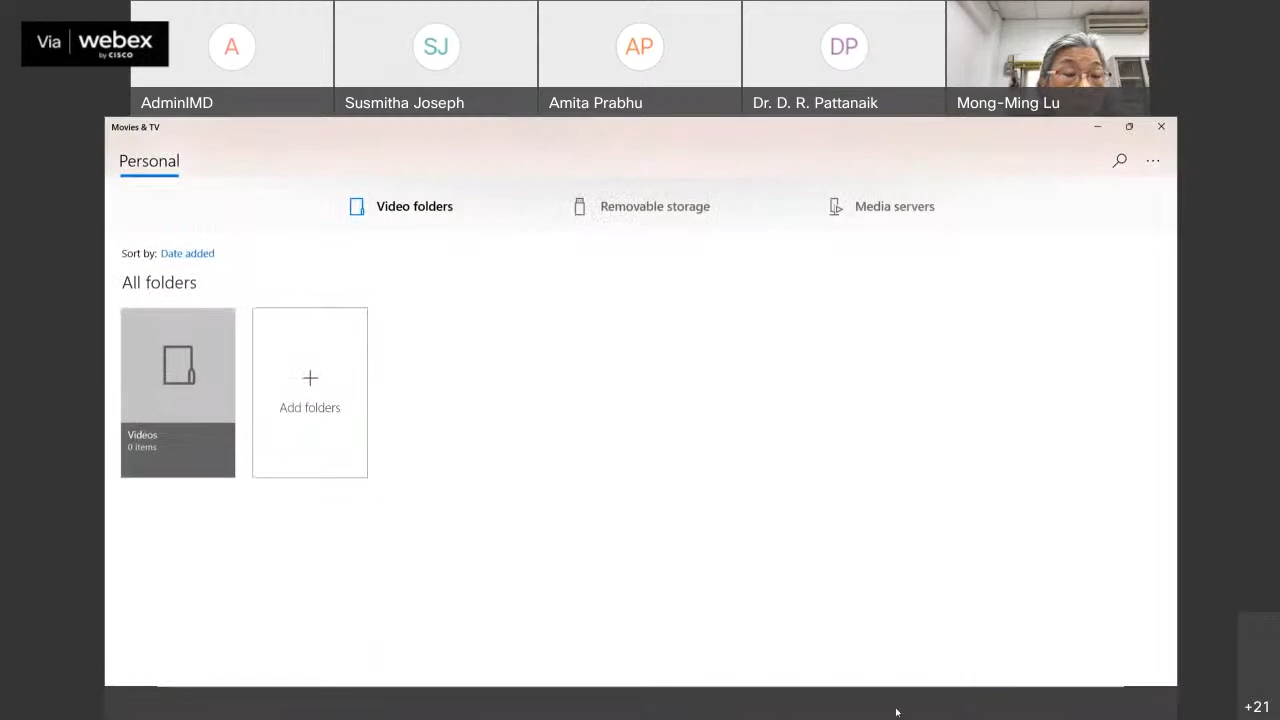 Via webex
by CISCO
A
SJ
AP
DP
AdminIMD
Susmitha Joseph
Amita Prabhu
Dr. D. R. Pattanaik
Mong-Ming Lu
Movies & TV
Personal
Video folders
Removable storage
Media servers
Sort by: Date added
All folders
Add folders
Videos
0 items
+21